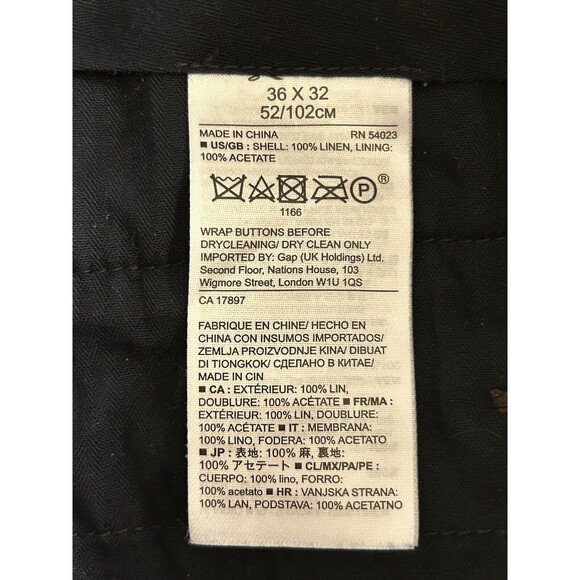 36 X 32
52/102CM
MADE IN CHINA RN 54023
■ US/GB : SHELL: 100% LINEN, LINING:
100% ACETATE
P ®
1166
WRAP BUTTONS BEFORE
DRYCLEANING/ DRY CLEAN ONLY
IMPORTED BY: Gap (UK Holdings) Ltd.
Second Floor, Nations House, 103
Wigmore Street, London W1U 1QS
CA 17897
FABRIQUE EN CHINE/ HECHO EN
CHINA CON INSUMOS IMPORTADOS/
ZEMLJA PROIZVODNJE KINA/ DIBUAT
DI TIONGKOK/ СДЕЛАНО В КИТАЕ/
MADE IN CIN
■ CA : EXTÉRIEUR: 100% LIN,
DOUBLURE: 100% ACÉTATE ■ FR/MA :
EXTÉRIEUR: 100% LIN, DOUBLURE:
100% ACÉTATE ■ IT : MEMBRANA:
100% LINO, FODERA: 100% ACETATO
■ JP : 表地: 100% 麻, 裏地:
100% アセテート ■ CL/MX/PA/PE :
CUERPO: 100% lino, FORRO:
100% acetato ■ HR : VANJSKA STRANA:
100% LAN, PODSTAVA: 100% ACETATNO